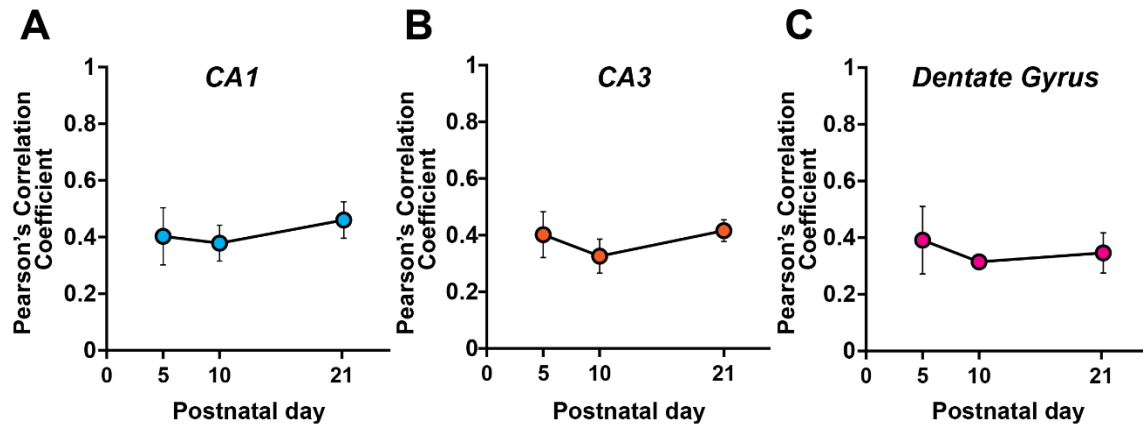 A
CA1
Pearson's Correlation
Coefficient
1
0.8
0.6
0.4
0.2
0
0 5 10 21
Postnatal day
B
CA3
Pearson's Correlation
Coefficient
1
0.8
0.6
0.4
0.2
0
0 5 10 21
Postnatal day
C
Dentate Gyrus
Pearson's Correlation
Coefficient
1
0.8
0.6
0.4
0.2
0
0 5 10 21
Postnatal day